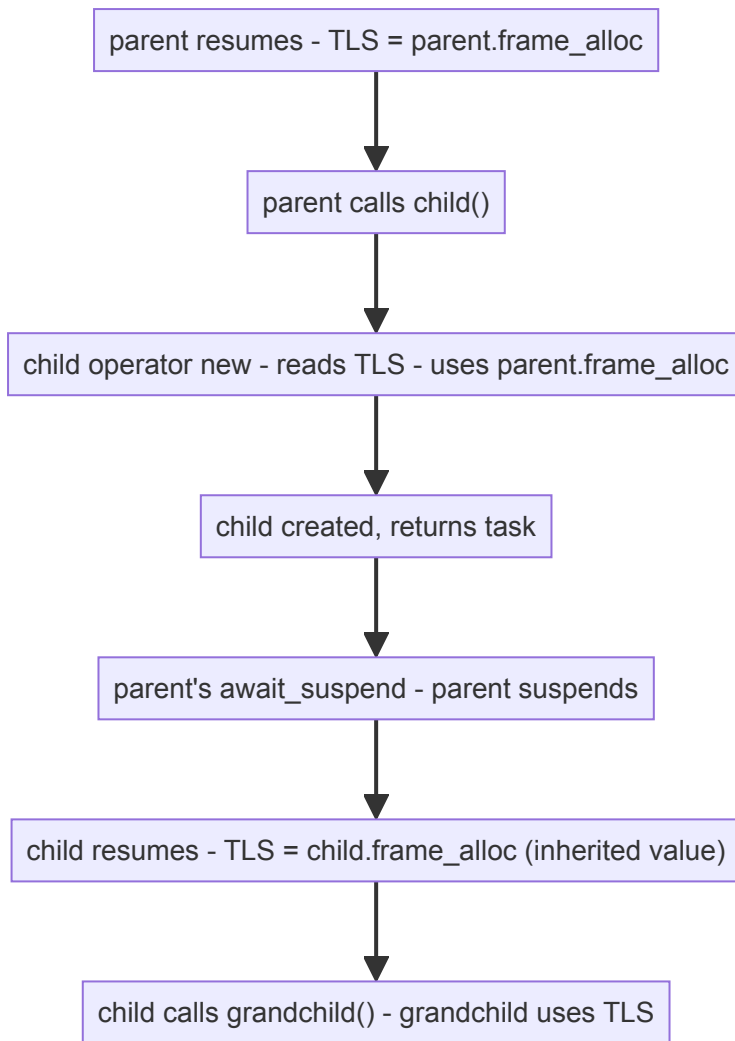 parent resumes - TLS = parent.frame_alloc
parent calls child()
child operator new - reads TLS - uses parent.frame_alloc
child created, returns task
parent's await_suspend - parent suspends
child resumes - TLS = child.frame_alloc (inherited value)
child calls grandchild() - grandchild uses TLS